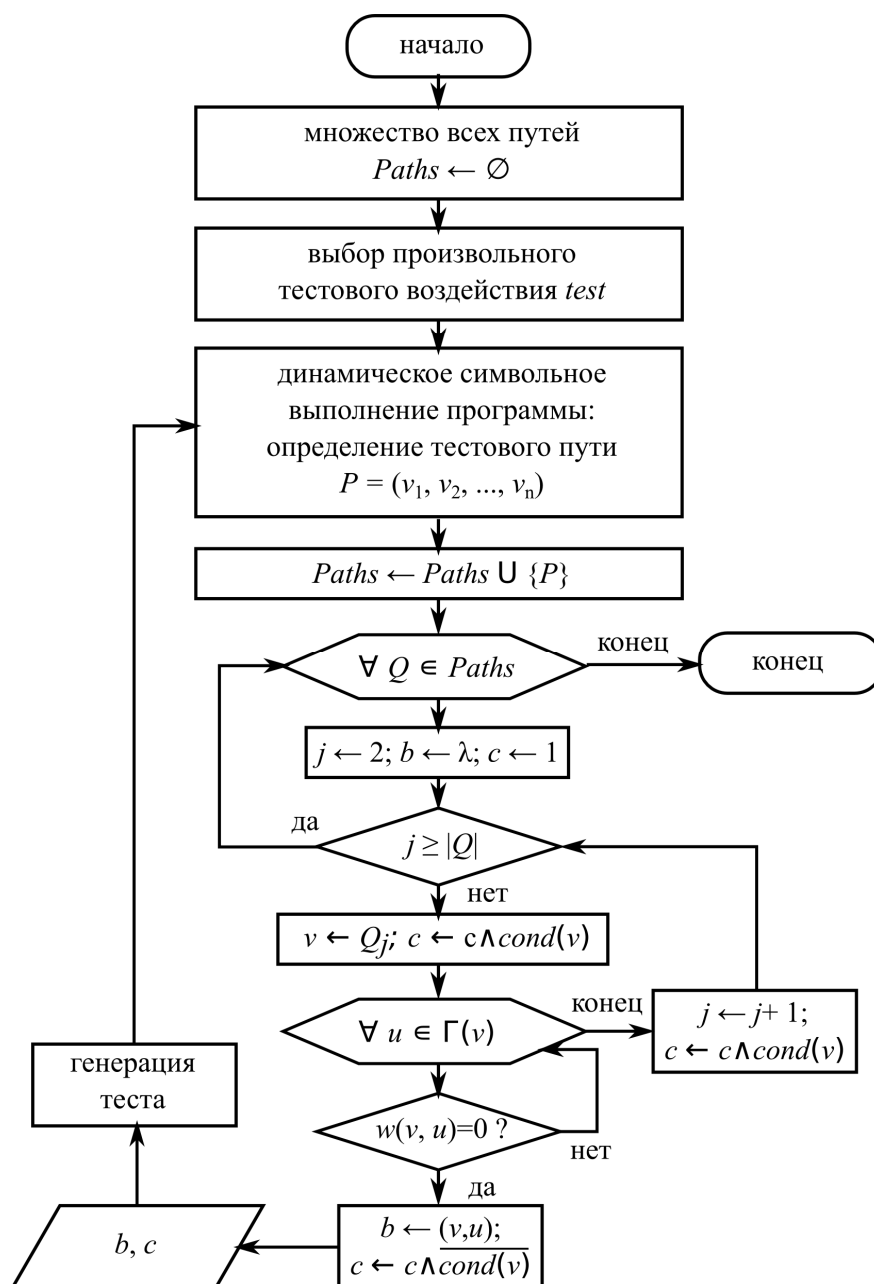 начало
множество всех путей
Paths ← ∅
выбор произвольного
тестового воздействия test
динамическое символьное
выполнение программы:
определение тестового пути
P = (v₁, v₂, ..., vₙ)
Paths ← Paths ∪ {P}
∀ Q ∈ Paths
конец
конец
j ← 2; b ← λ; c ← 1
да
j ≥ |Q|
нет
v ← Qⱼ; c ← c∧cond(v)
∀ u ∈ Γ(v)
конец
j ← j+ 1;
c ← c∧cond(v)
генерация
теста
w(v, u)=0 ?
нет
да
b ← (v,u);
c ← c∧c̅o̅n̅d̅(̅v̅)̅
b, c